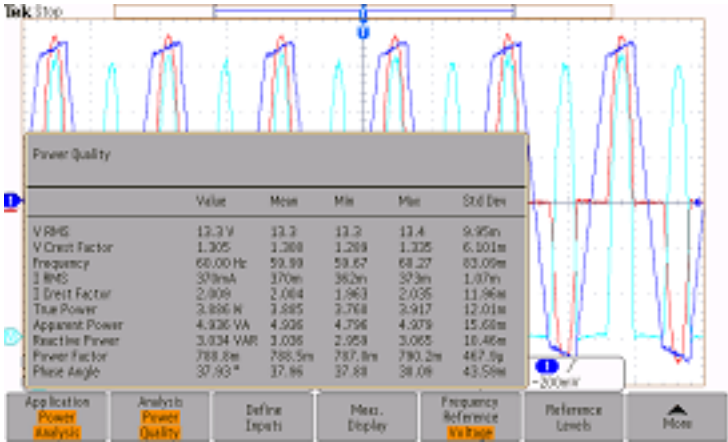 Tek Stop
Power Quality
Value Mean Min Max Std Dev
V RMS 13.3 V 13.3 13.3 13.4 9.95m
V Crest Factor 1.305 1.300 1.289 1.335 6.101m
Frequency 60.00 Hz 59.99 59.67 60.27 83.09m
I RMS 370mA 370m 362m 373m 1.07m
I Crest Factor 2.009 2.004 1.963 2.035 11.96m
True Power 3.886 W 3.885 3.760 3.917 12.01m
Apparent Power 4.936 VA 4.936 4.796 4.979 15.60m
Reactive Power 3.034 VAR 3.036 2.959 3.065 10.46m
Power Factor 788.8m 788.5m 787.0m 790.2m 467.9µ
Phase Angle 37.93 ° 37.96 37.80 38.09 43.58m
1
-200mV
Application
Power
Analysis
Analysis
Power
Quality
Define
Inputs
Meas.
Display
Frequency
Reference
Voltage
Reference
Levels
More